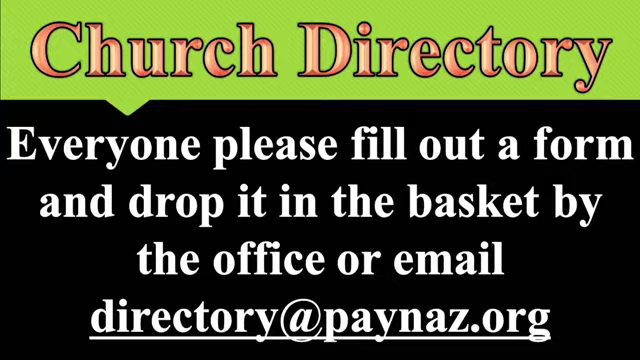 Church Directory
Everyone please fill out a form
and drop it in the basket by
the office or email
directory@paynaz.org